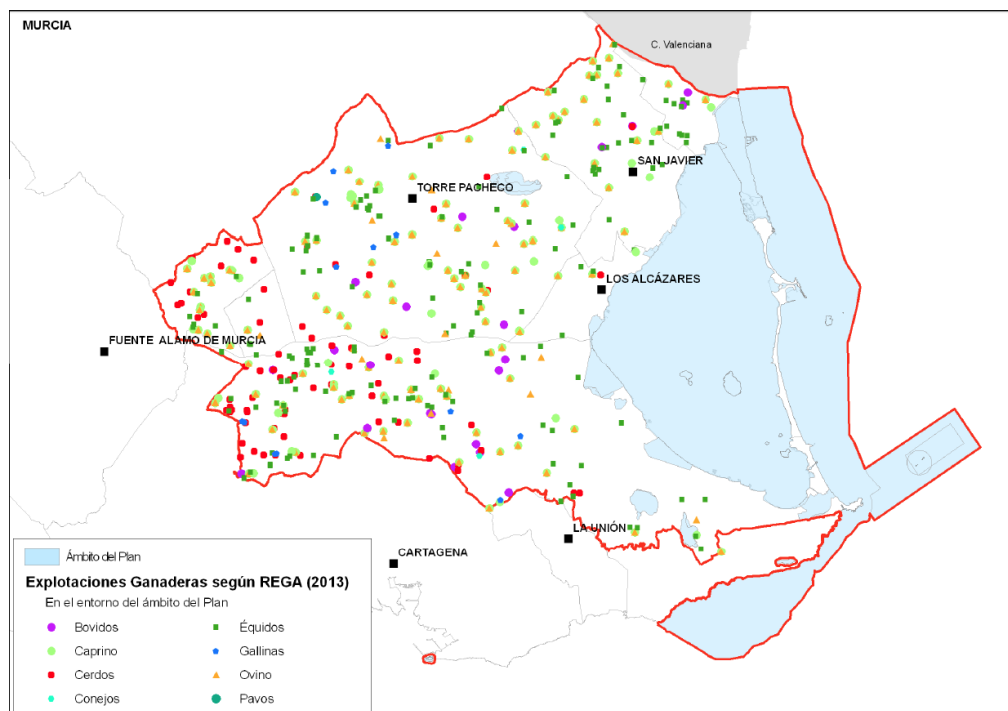 MURCIA
C. Valenciana
SAN JAVIER
TORRE PACHECO
LOS ALCÁZARES
FUENTE ALAMO DE MURCIA
LA UNIÓN
CARTAGENA
Ámbito del Plan
Explotaciones Ganaderas según REGA (2013)
En el entorno del ámbito del Plan
Bovidos
Équidos
Caprino
Gallinas
Cerdos
Ovino
Conejos
Pavos